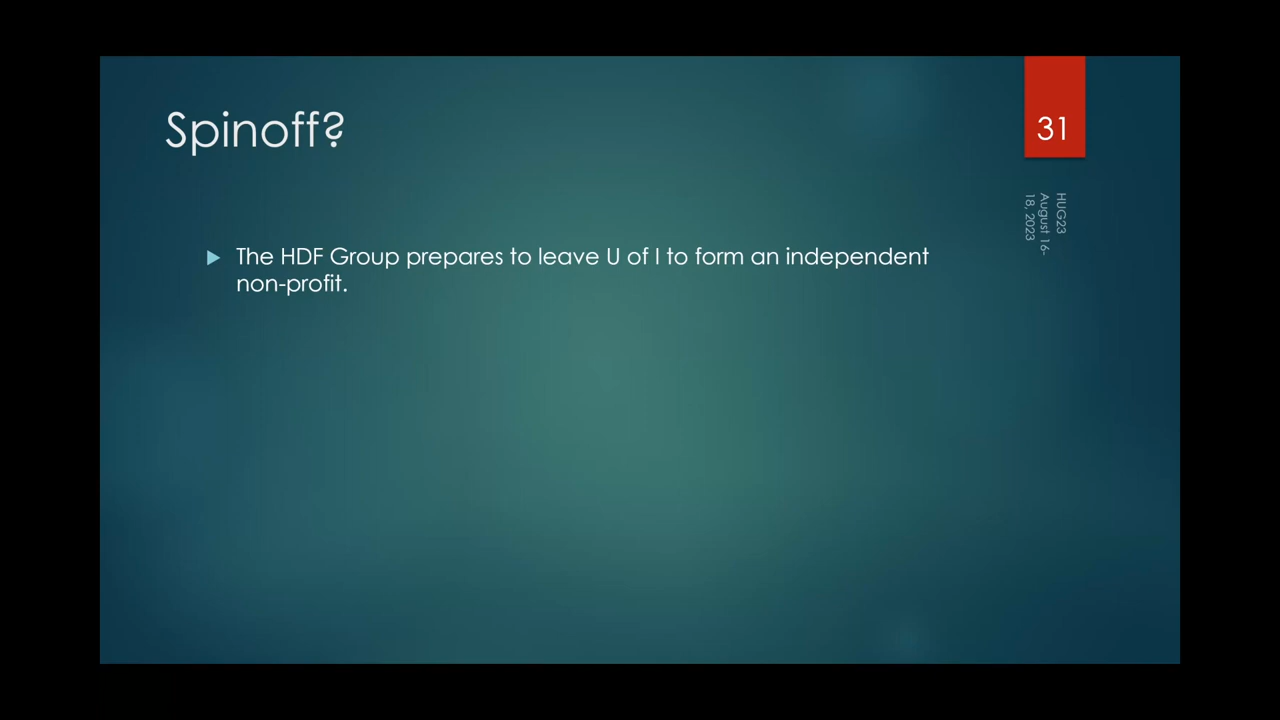 Spinoff?
31
HUG23
August 16-
18, 2023
The HDF Group prepares to leave U of I to form an independent
non-profit.